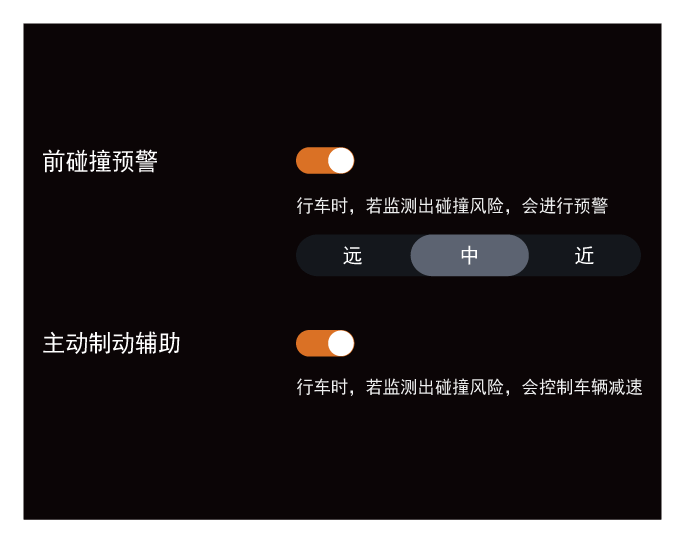 前碰撞预警
行车时，若监测出碰撞风险，会进行预警
远 中 近
主动制动辅助
行车时，若监测出碰撞风险，会控制车辆减速